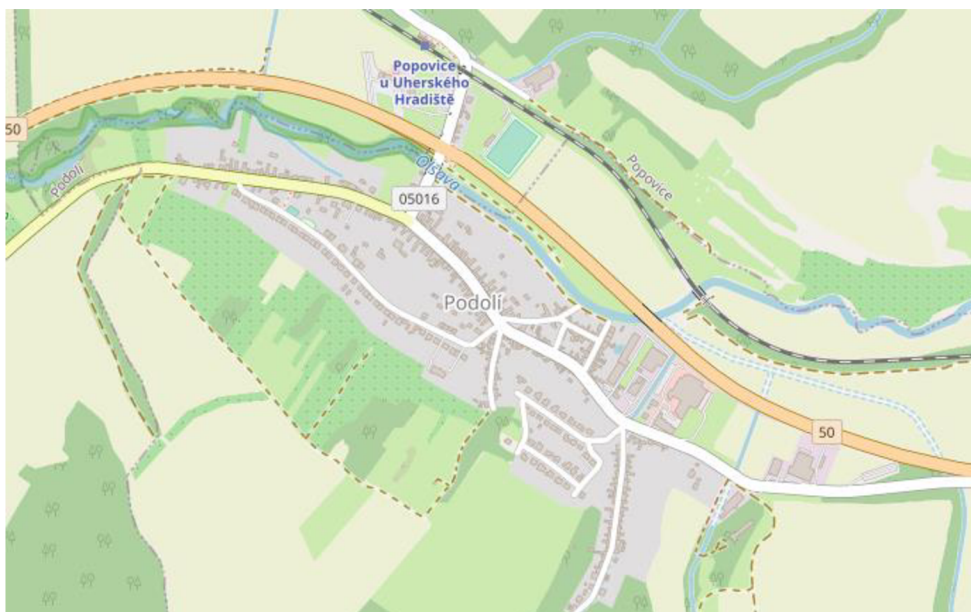 Popovice
u Uherského
Hradiště
50
Podolí
Olšava
Popovice
05016
Podolí
50